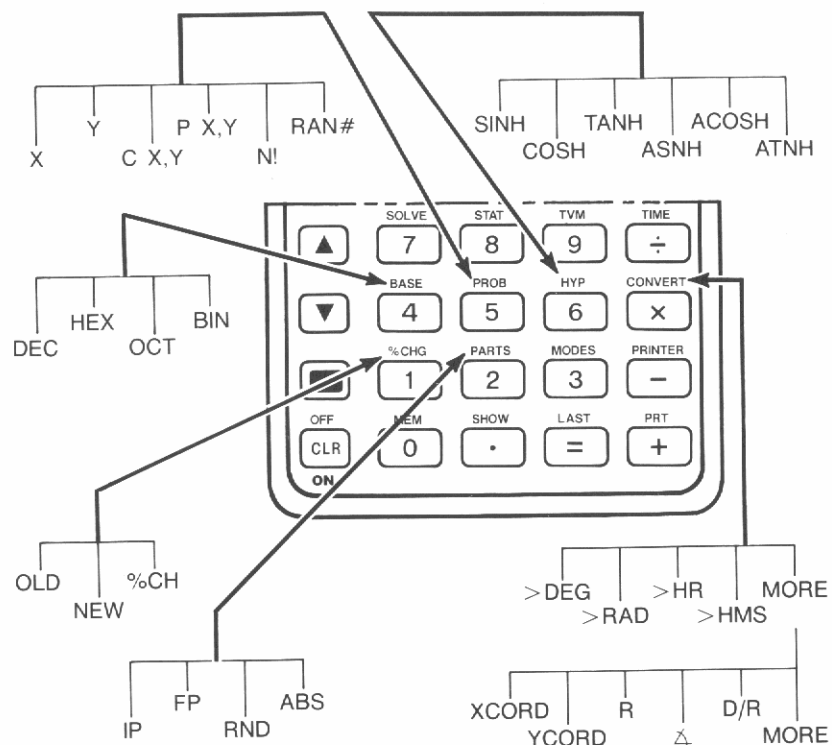 X Y C X,Y P X,Y N! RAN#
SINH COSH TANH ASNH ACOSH ATNH
DEC HEX OCT BIN
SOLVE STAT TVM TIME
▲ 7 8 9 ÷
BASE PROB HYP CONVERT
▼ 4 5 6 ×
%CHG PARTS MODES PRINTER
1 2 3 −
OFF MEM SHOW LAST PRT
CLR 0 · = +
ON
OLD NEW %CH
>DEG >RAD >HR >HMS MORE
IP FP RND ABS
XCORD YCORD R ∡ D/R MORE